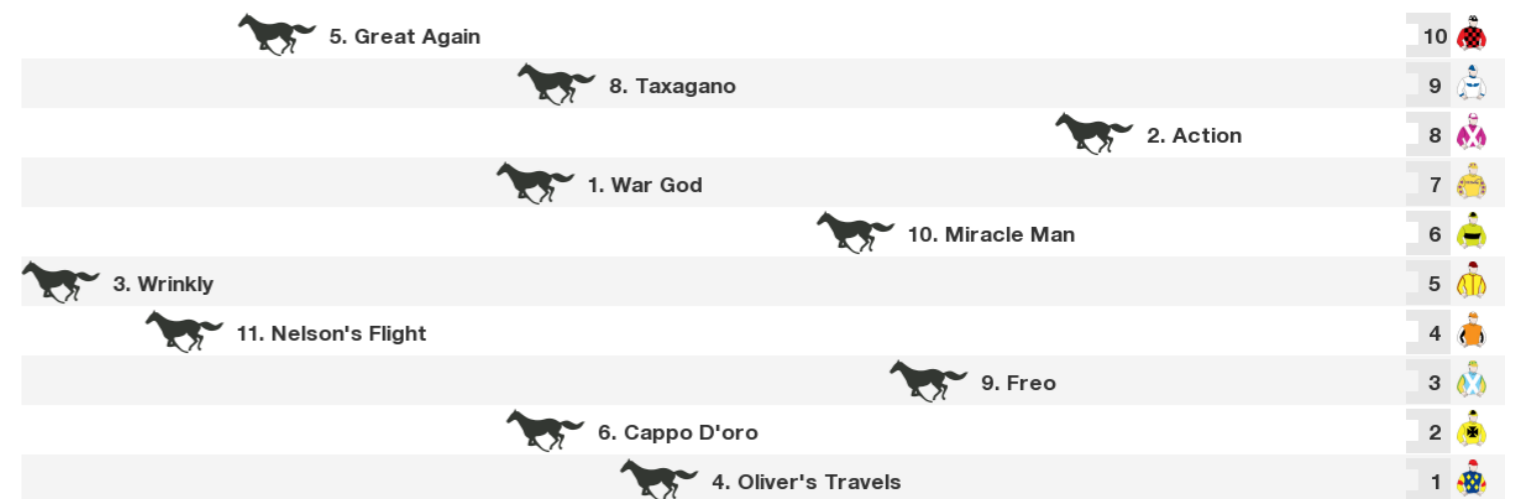 5. Great Again 10
8. Taxagano 9
2. Action 8
1. War God 7
10. Miracle Man 6
3. Wrinkly 5
11. Nelson's Flight 4
9. Freo 3
6. Cappo D'oro 2
4. Oliver's Travels 1